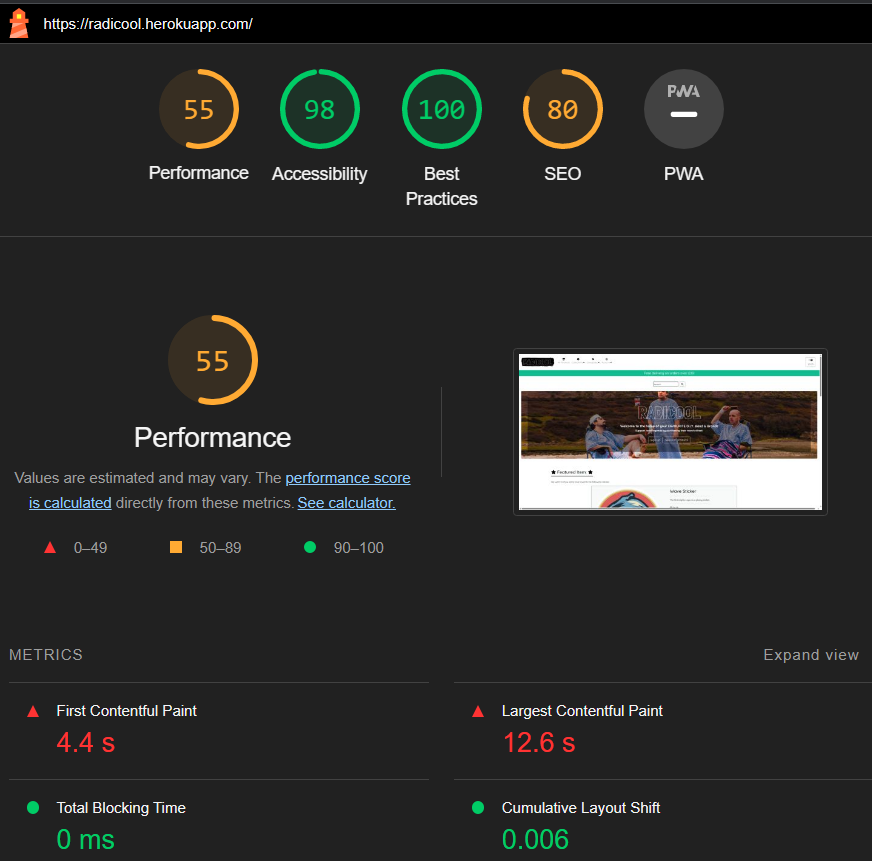 https://radicool.herokuapp.com/
55
98
100
80
PWA
Performance
Accessibility
Best
Practices
SEO
PWA
55
Performance
Values are estimated and may vary. The performance score
is calculated directly from these metrics. See calculator.
0–49
50–89
90–100
RADICOOL
Featured Item
Wave Sticker
METRICS
Expand view
First Contentful Paint
4.4 s
Largest Contentful Paint
12.6 s
Total Blocking Time
0 ms
Cumulative Layout Shift
0.006